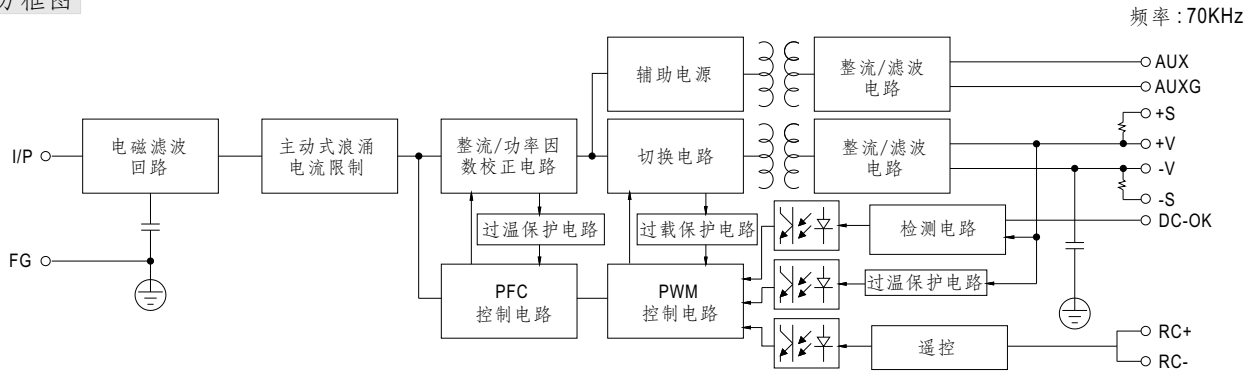 方框图
频率 : 70KHz
辅助电源
整流/滤波
电路
AUX
AUXG
+S
I/P
电磁滤波
回路
主动式浪涌
电流限制
整流/功率因
数校正电路
切换电路
整流/滤波
电路
+V
-V
-S
过温保护电路
过载保护电路
检测电路
DC-OK
FG
PFC
控制电路
PWM
控制电路
过温保护电路
遥控
RC+
RC-